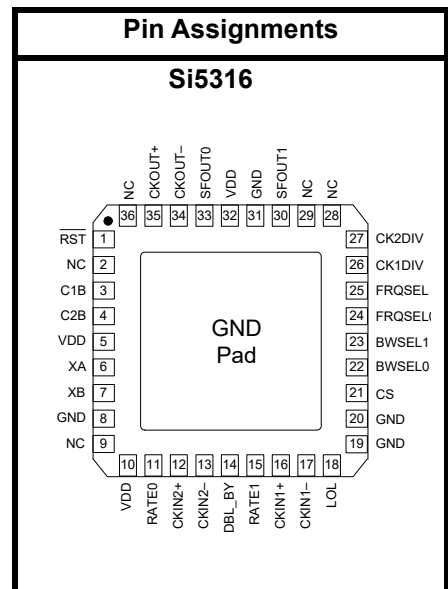 Pin Assignments
Si5316
NC
CKOUT+
CKOUT–
SFOUT0
VDD
GND
SFOUT1
NC
NC
36 35 34 33 32 31 30 29 28
RST 1
NC 2
C1B 3
C2B 4
VDD 5
XA 6
XB 7
GND 8
NC 9
GND
Pad
27 CK2DIV
26 CK1DIV
25 FRQSEL
24 FRQSEL
23 BWSEL1
22 BWSEL0
21 CS
20 GND
19 GND
10 11 12 13 14 15 16 17 18
VDD
RATE0
CKIN2+
CKIN2–
DBL_BY
RATE1
CKIN1+
CKIN1–
LOL